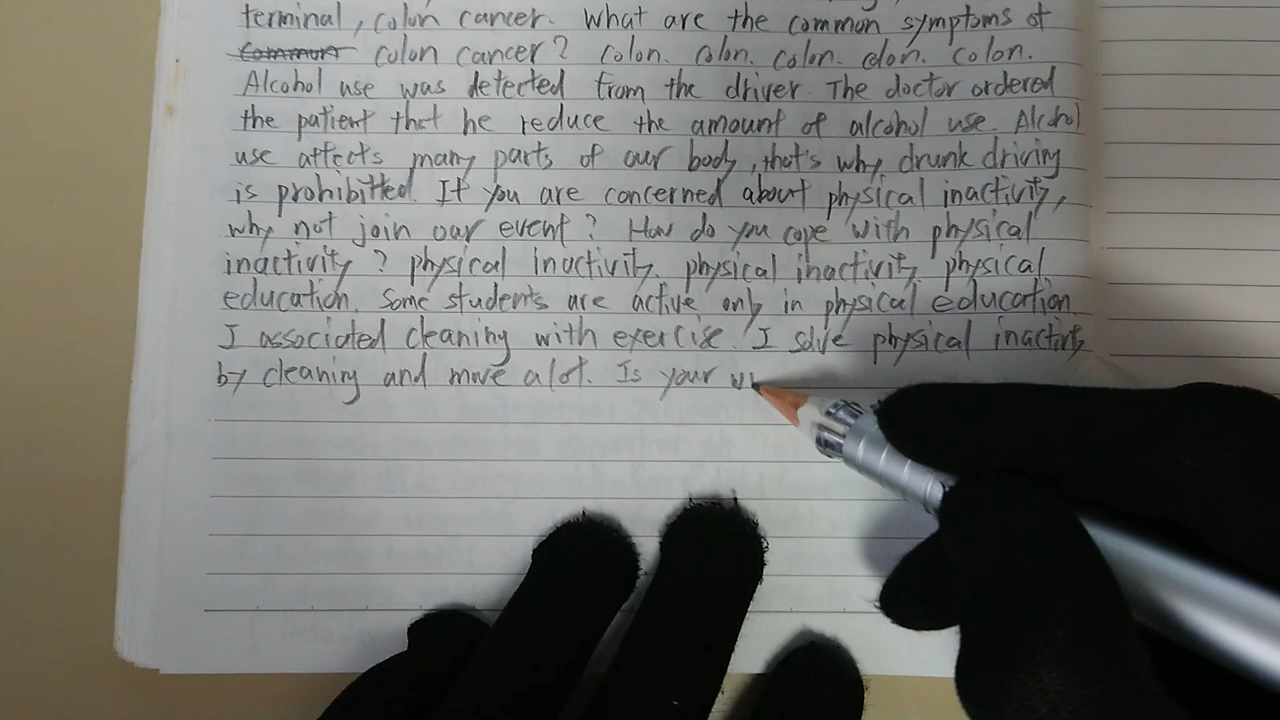 terminal, colon cancer. What are the common symptoms of
common colon cancer? colon. colon. colon. colon. colon.
Alcohol use was detected from the driver. The doctor ordered
the patient that he reduce the amount of alcohol use. Alcohol
use affects many parts of our body, that's why drunk driving
is prohibitted. If you are concerned about physical inactivity,
why not join our event? How do you cope with physical
inactivity? physical inactivity. physical inactivity physical
education. Some students are active only in physical education.
I associated cleaning with exercise. I solve physical inactivity
by cleaning and move a lot. Is your